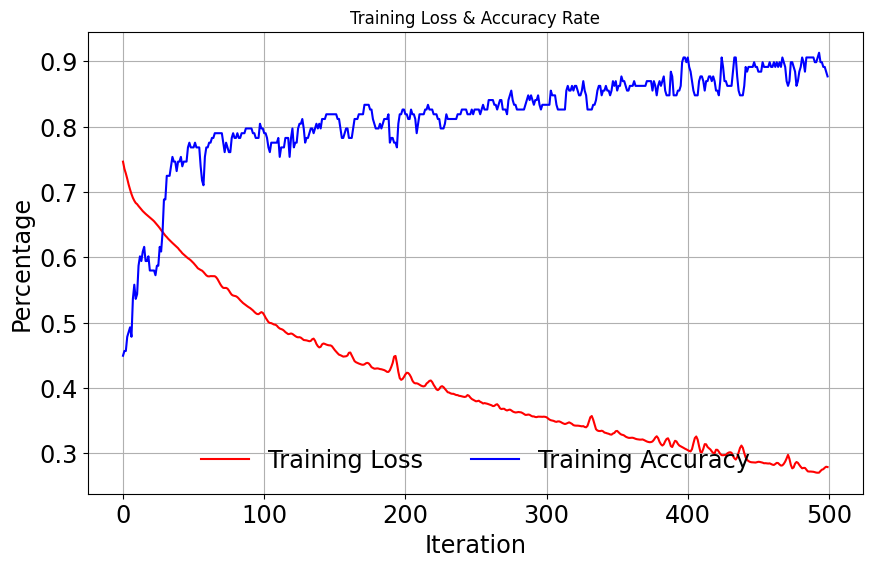 Training Loss & Accuracy Rate
Percentage
0.9
0.8
0.7
0.6
0.5
0.4
0.3
Training Loss
Training Accuracy
0
100
200
300
400
500
Iteration